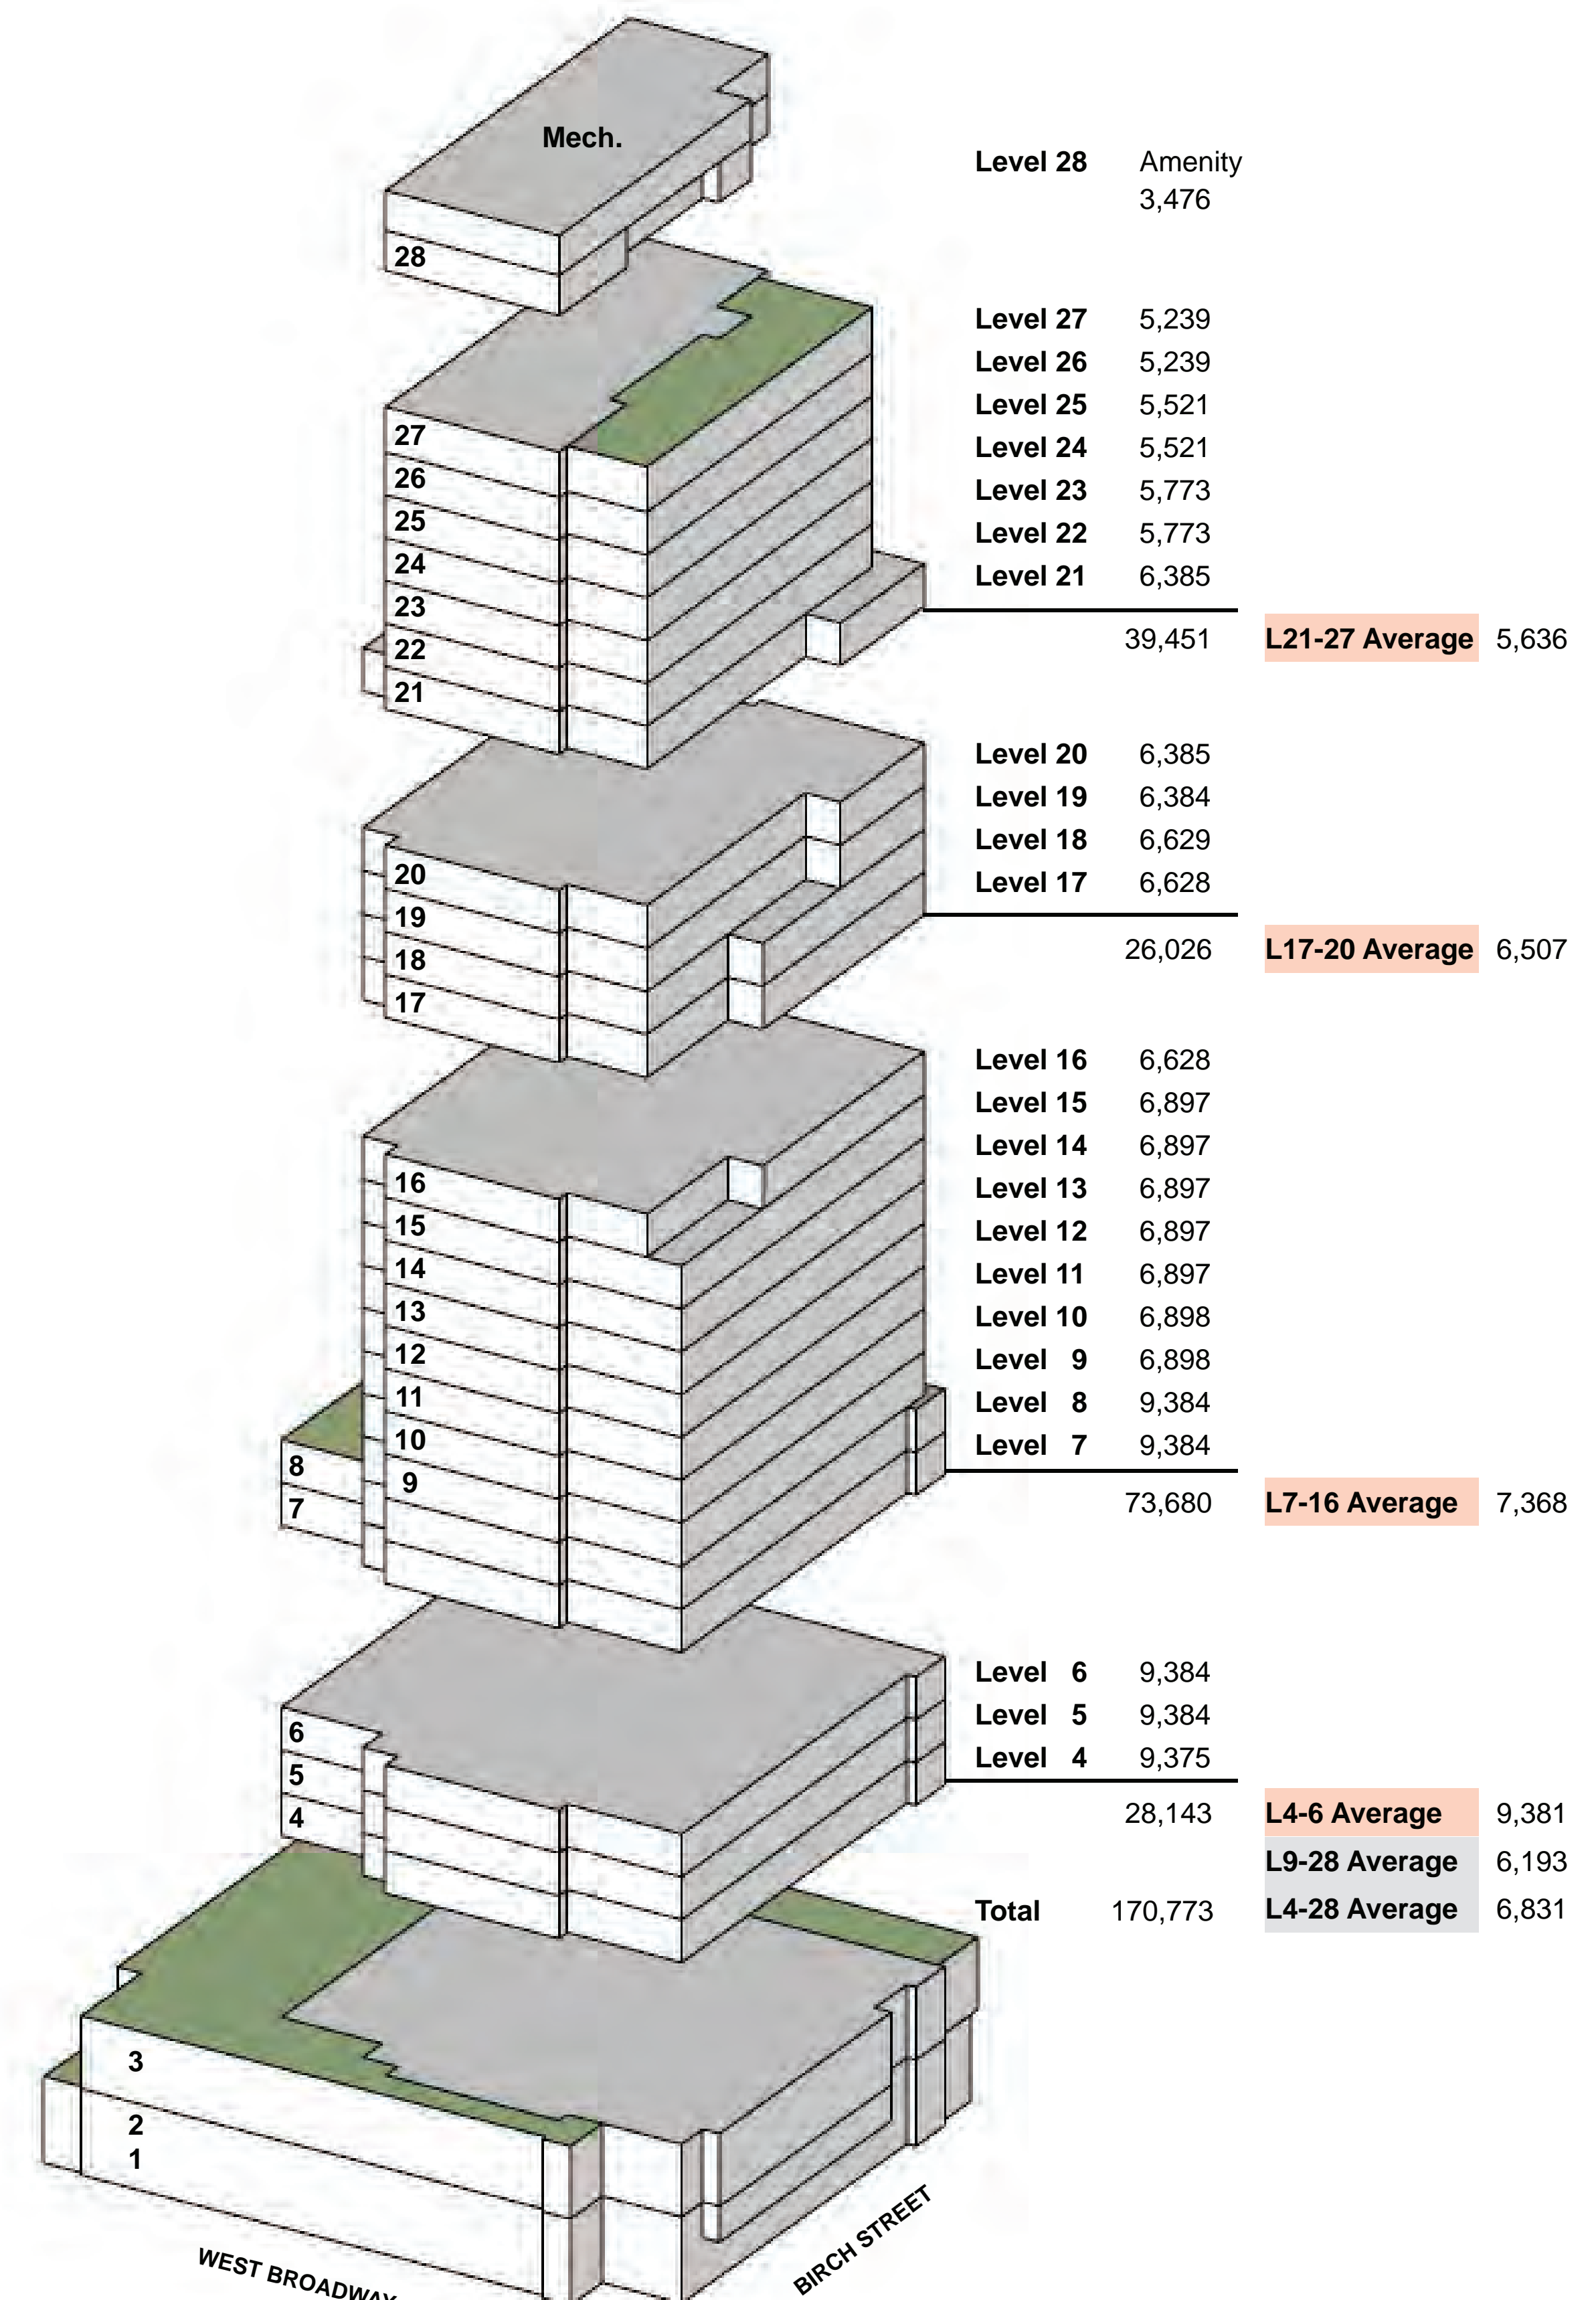 Mech.
Level 28 Amenity
3,476
28
Level 27 5,239
Level 26 5,239
Level 25 5,521
Level 24 5,521
Level 23 5,773
Level 22 5,773
Level 21 6,385
39,451 L21-27 Average 5,636
27
26
25
24
23
22
21
Level 20 6,385
Level 19 6,384
Level 18 6,629
Level 17 6,628
26,026 L17-20 Average 6,507
20
19
18
17
Level 16 6,628
Level 15 6,897
Level 14 6,897
Level 13 6,897
Level 12 6,897
Level 11 6,897
Level 10 6,898
Level 9 6,898
Level 8 9,384
Level 7 9,384
73,680 L7-16 Average 7,368
16
15
14
13
12
11
10
9
8
7
Level 6 9,384
Level 5 9,384
Level 4 9,375
28,143 L4-6 Average 9,381
L9-28 Average 6,193
Total 170,773 L4-28 Average 6,831
6
5
4
3
2
1
WEST BROADWAY
BIRCH STREET